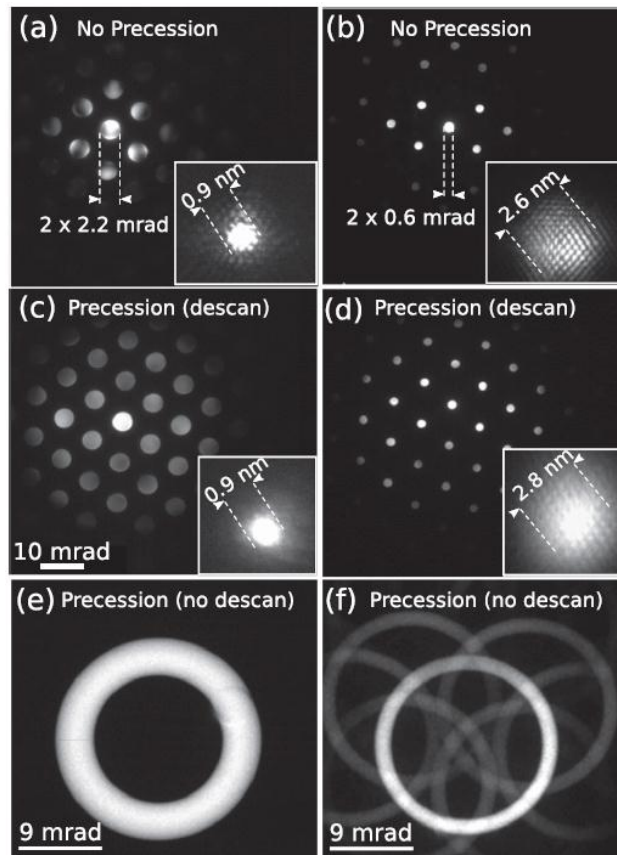 (a) No Precession
2 x 2.2 mrad
0.9 nm
(b) No Precession
2 x 0.6 mrad
2.6 nm
(c) Precession (descan)
10 mrad
0.9 nm
(d) Precession (descan)
2.8 nm
(e) Precession (no descan)
9 mrad
(f) Precession (no descan)
9 mrad